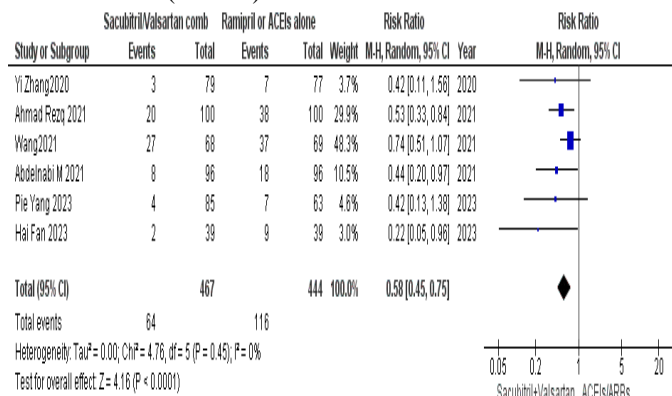 Sacubitril/Valsartan comb Ramipril or ACEIs alone Risk Ratio Risk Ratio
Study or Subgroup Events Total Events Total Weight M-H, Random, 95% CI Year M-H, Random, 95% CI
Yi Zhang2020 3 79 7 77 3.7% 0.42 [0.11, 1.56] 2020
Ahmad Rezq 2021 20 100 38 100 29.9% 0.53 [0.33, 0.84] 2021
Wang2021 27 68 37 69 48.3% 0.74 [0.51, 1.07] 2021
Abdelnabi M 2021 8 96 18 96 10.5% 0.44 [0.20, 0.97] 2021
Pie Yang 2023 4 85 7 63 4.6% 0.42 [0.13, 1.38] 2023
Hai Fan 2023 2 39 9 39 3.0% 0.22 [0.05, 0.96] 2023
Total (95% CI) 467 444 100.0% 0.58 [0.45, 0.75]
Total events 64 116
Heterogeneity: Tau² = 0.00; Chi² = 4.76, df = 5 (P = 0.45); I² = 0%
Test for overall effect: Z = 4.16 (P < 0.0001)
0.05 0.2 1 5 20
Sacubitril+Valsartan ACEIs/ARBs